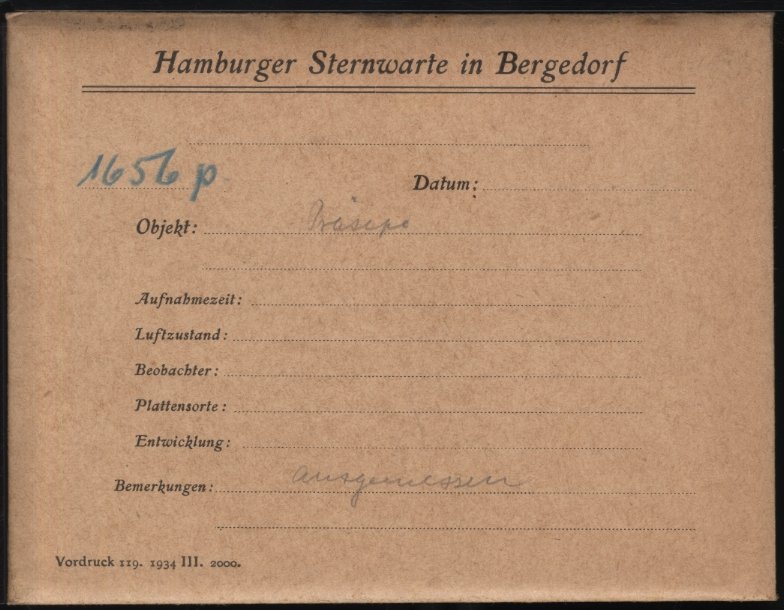 Hamburger Sternwarte in Bergedorf
1656 p
Datum:
Objekt: Präsepe
Aufnahmezeit:
Luftzustand:
Beobachter:
Plattensorte:
Entwicklung:
Bemerkungen: ausgemessen
Vordruck 119. 1934 III. 2000.